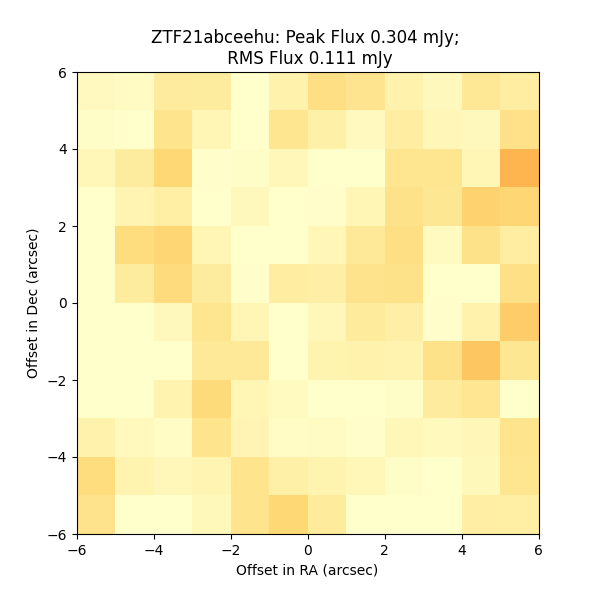 ZTF21abceehu: Peak Flux 0.304 mJy;
RMS Flux 0.111 mJy
6
4
2
0
−2
−4
−6
Offset in Dec (arcsec)
−6 −4 −2 0 2 4 6
Offset in RA (arcsec)